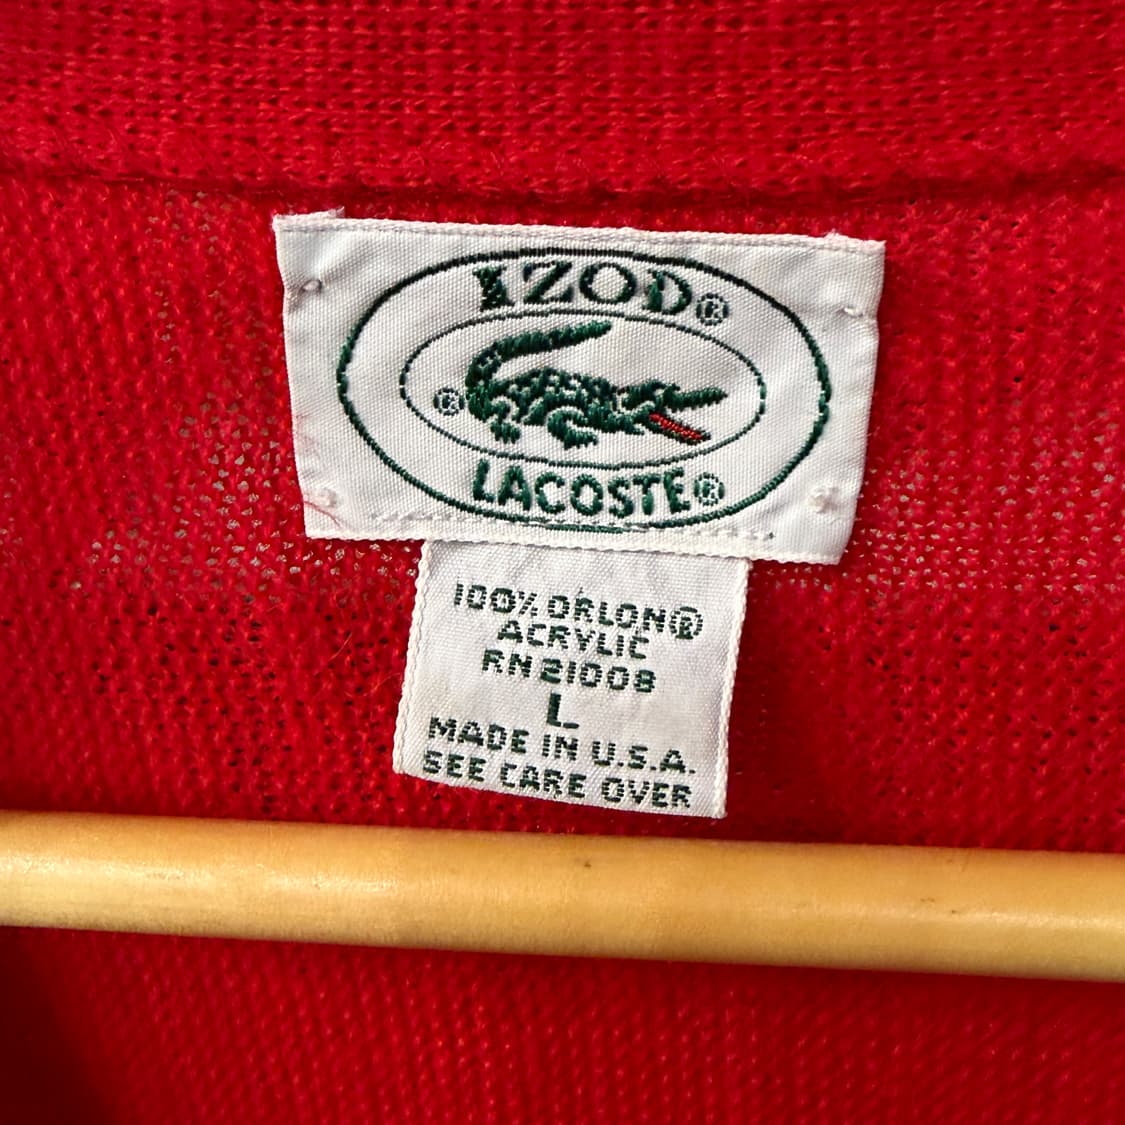 IZOD®
®
LACOSTE®
100% ORLON®
ACRYLIC
RN 21008
L
MADE IN U.S.A.
SEE CARE OVER